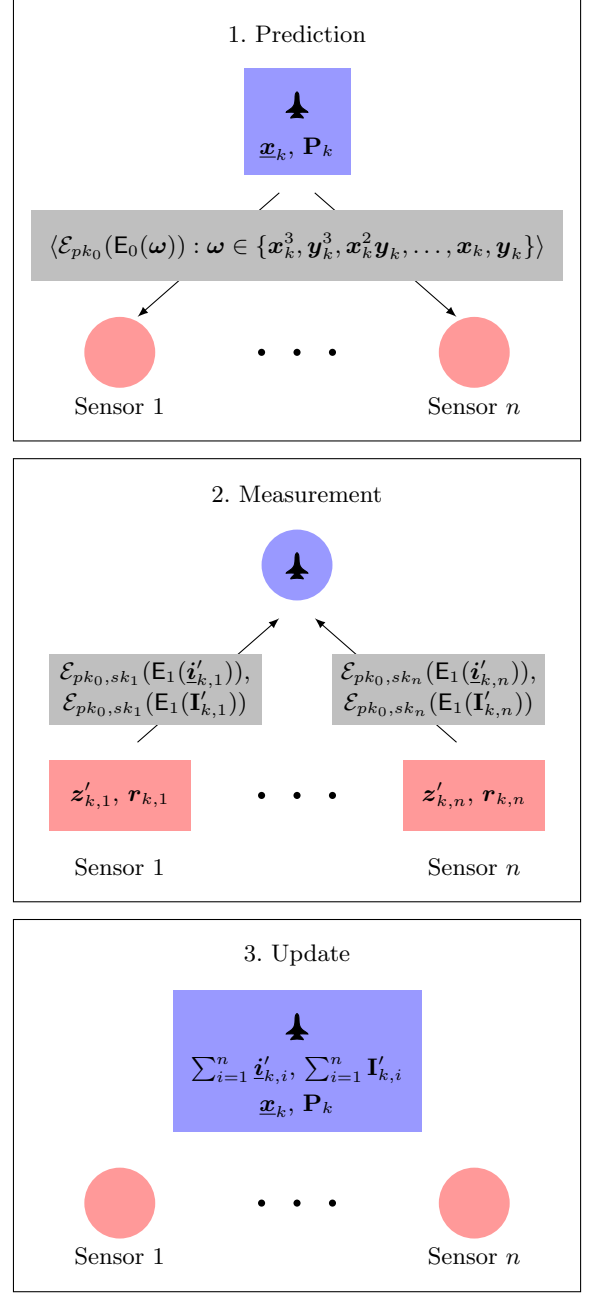 1. Prediction
x̲_k, P_k
⟨ℰ_{pk_0}(E_0(ω)) : ω ∈ {x_k^3, y_k^3, x_k^2 y_k, …, x_k, y_k}⟩
Sensor 1
Sensor n
2. Measurement
ℰ_{pk_0,sk_1}(E_1(i̲′_{k,1})),
ℰ_{pk_0,sk_1}(E_1(I′_{k,1}))
ℰ_{pk_0,sk_n}(E_1(i̲′_{k,n})),
ℰ_{pk_0,sk_n}(E_1(I′_{k,n}))
z′_{k,1}, r_{k,1}
z′_{k,n}, r_{k,n}
Sensor 1
Sensor n
3. Update
∑_{i=1}^n i̲′_{k,i}, ∑_{i=1}^n I′_{k,i}
x̲_k, P_k
Sensor 1
Sensor n